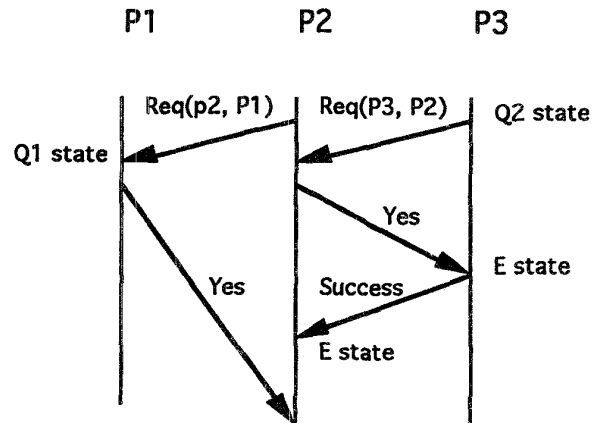 P1 P2 P3
Req(p2, P1) Req(P3, P2) Q2 state
Q1 state
Yes
E state
Yes Success
E state